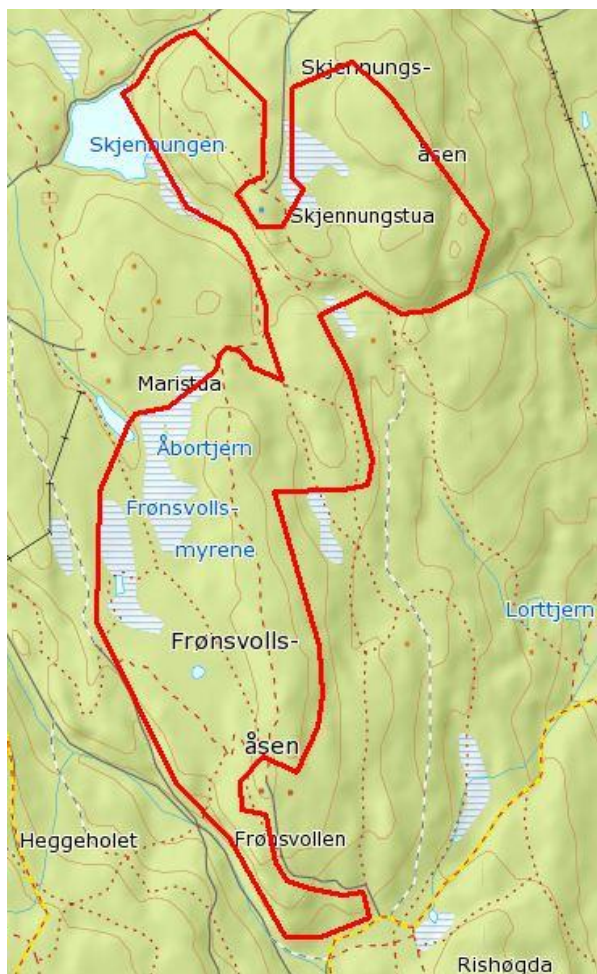 Skjennungs-
Skjennungen
åsen
Skjennungstua
Maristua
Åbortjern
Frønsvolls-
myrene
Lorttjern
Frønsvolls-
åsen
Heggeholet
Frønsvollen
Rishøgda